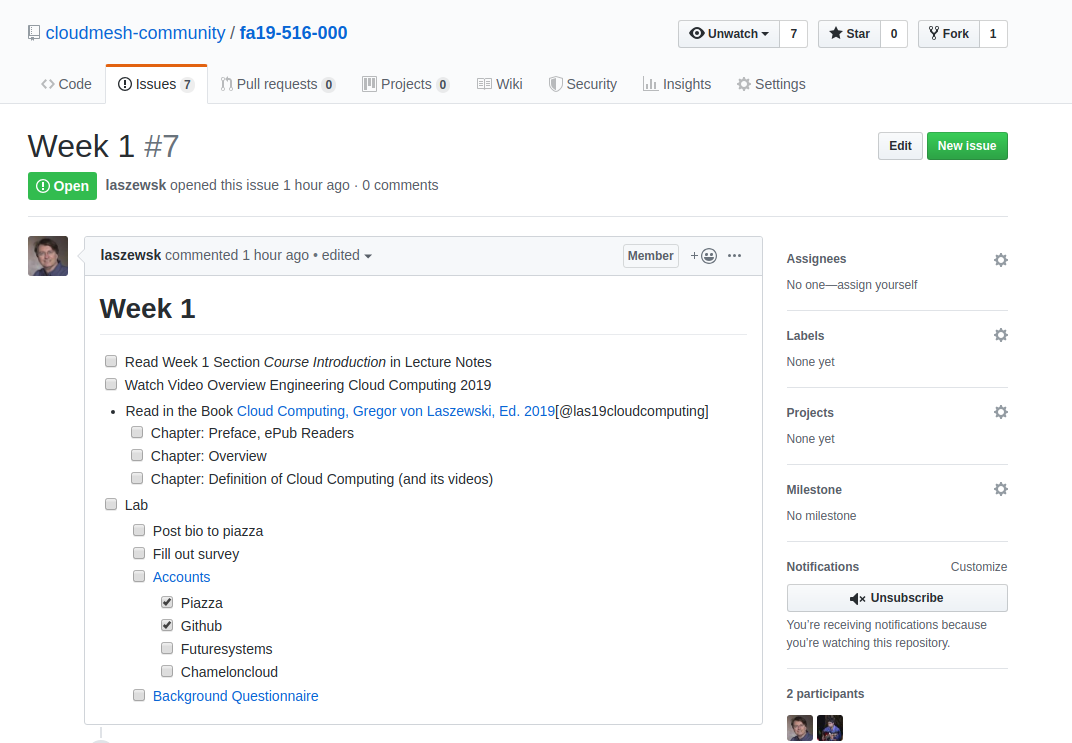 cloudmesh-community / fa19-516-000
Unwatch 7 Star 0 Fork 1
Code Issues 7 Pull requests 0 Projects 0 Wiki Security Insights Settings
Week 1 #7
Edit New issue
Open laszewsk opened this issue 1 hour ago · 0 comments
laszewsk commented 1 hour ago • edited
Member
Week 1
Read Week 1 Section Course Introduction in Lecture Notes
Watch Video Overview Engineering Cloud Computing 2019
• Read in the Book Cloud Computing, Gregor von Laszewski, Ed. 2019[@las19cloudcomputing]
Chapter: Preface, ePub Readers
Chapter: Overview
Chapter: Definition of Cloud Computing (and its videos)
Lab
Post bio to piazza
Fill out survey
Accounts
Piazza
Github
Futuresystems
Chameloncloud
Background Questionnaire
Assignees
No one—assign yourself
Labels
None yet
Projects
None yet
Milestone
No milestone
Notifications Customize
Unsubscribe
You’re receiving notifications because
you’re watching this repository.
2 participants